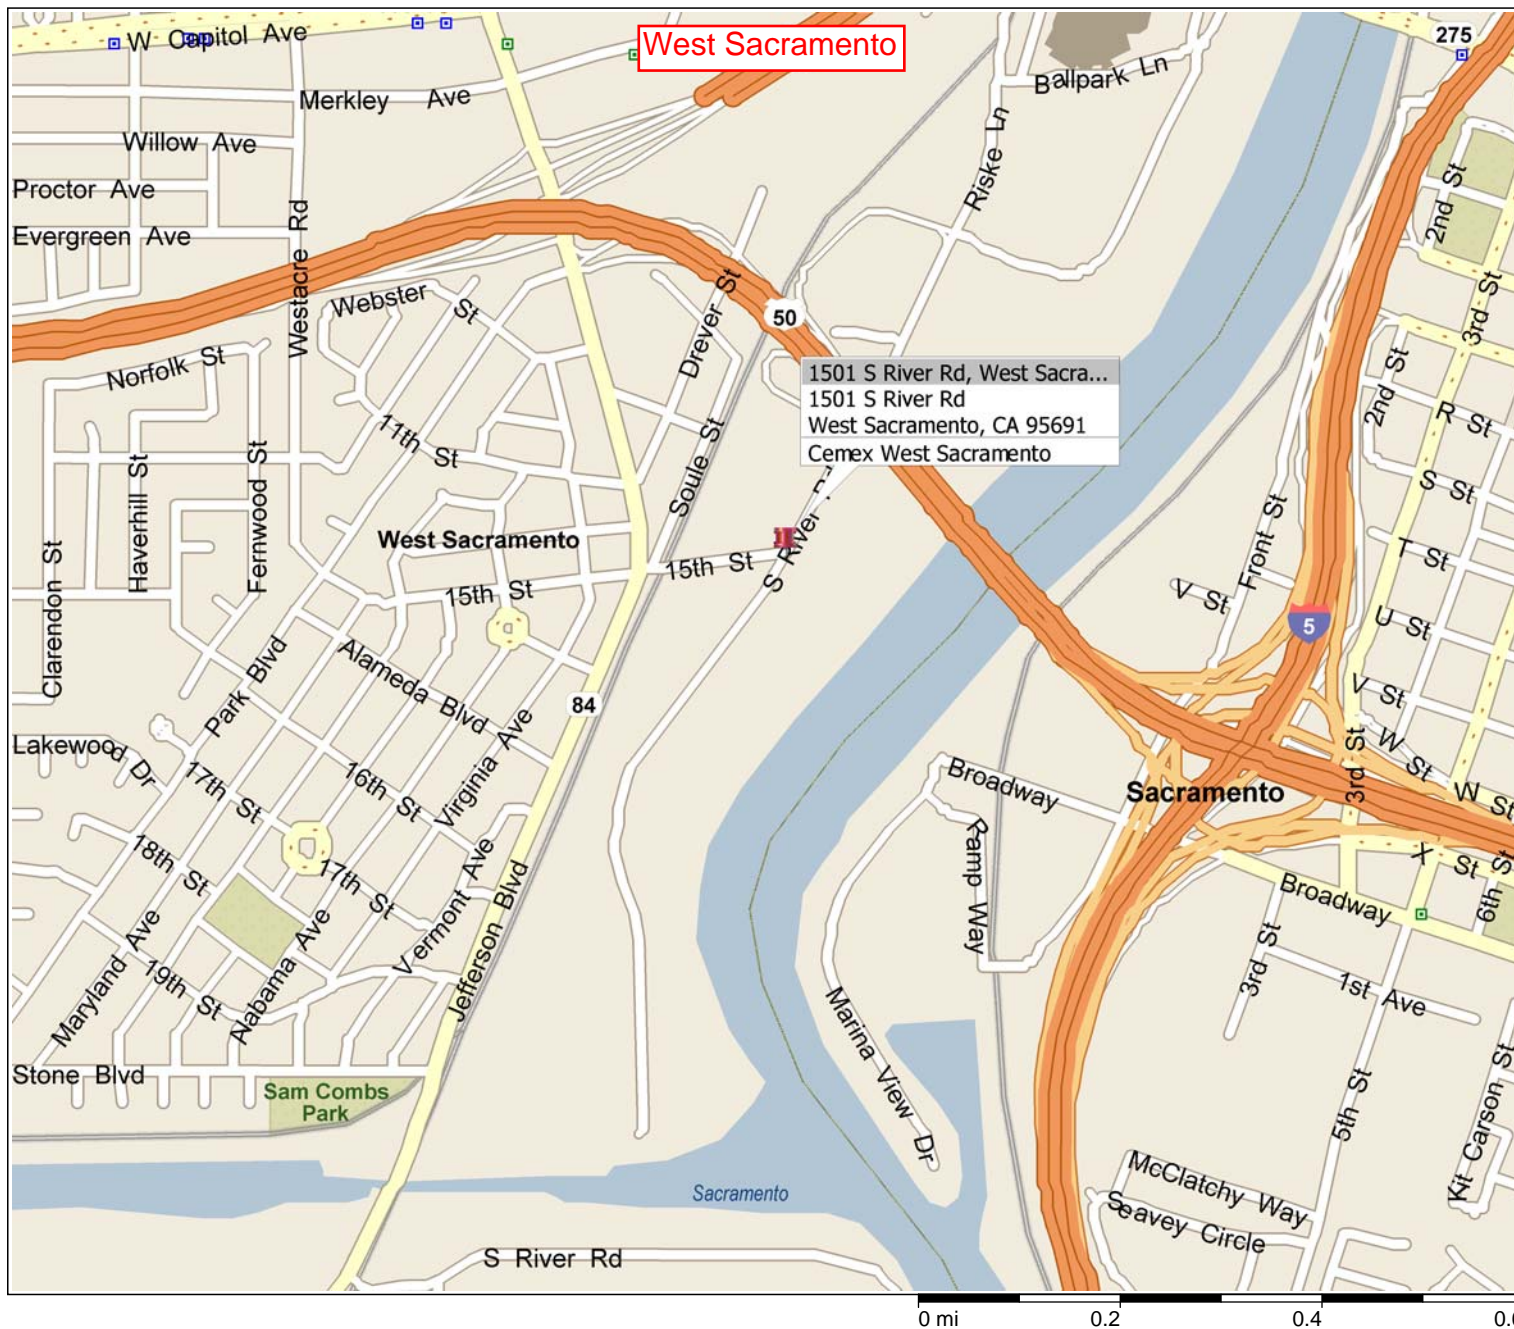 West Sacramento
275
W Capitol Ave
Merkley Ave
Ballpark Ln
Willow Ave
Riske Ln
Proctor Ave
2nd St
Evergreen Ave
Westacre Rd
Webster St
Drever St
50
3rd St
Norfolk St
1501 S River Rd, West Sacra...
1501 S River Rd
West Sacramento, CA 95691
Cemex West Sacramento
2nd St
R St
11th St
Soule St
S St
Haverhill St
Fernwood St
Front St
West Sacramento
S River
T St
15th St
15th St
V St
Clarendon St
5
U St
Park Blvd
Alameda Blvd
84
V St
Virginia Ave
Lakewood Dr
17th St
16th St
3rd St
W St
Broadway
Sacramento
W St
Ramp Way
18th St
17th St
Vermont Ave
Jefferson Blvd
X St
6th St
Broadway
Maryland Ave
19th St
Alabama Ave
3rd St
1st Ave
Marina View Dr
Stone Blvd
Sam Combs
Park
5th St
Kit Carson St
McClatchy Way
Sacramento
Seavey Circle
S River Rd
0 mi 0.2 0.4